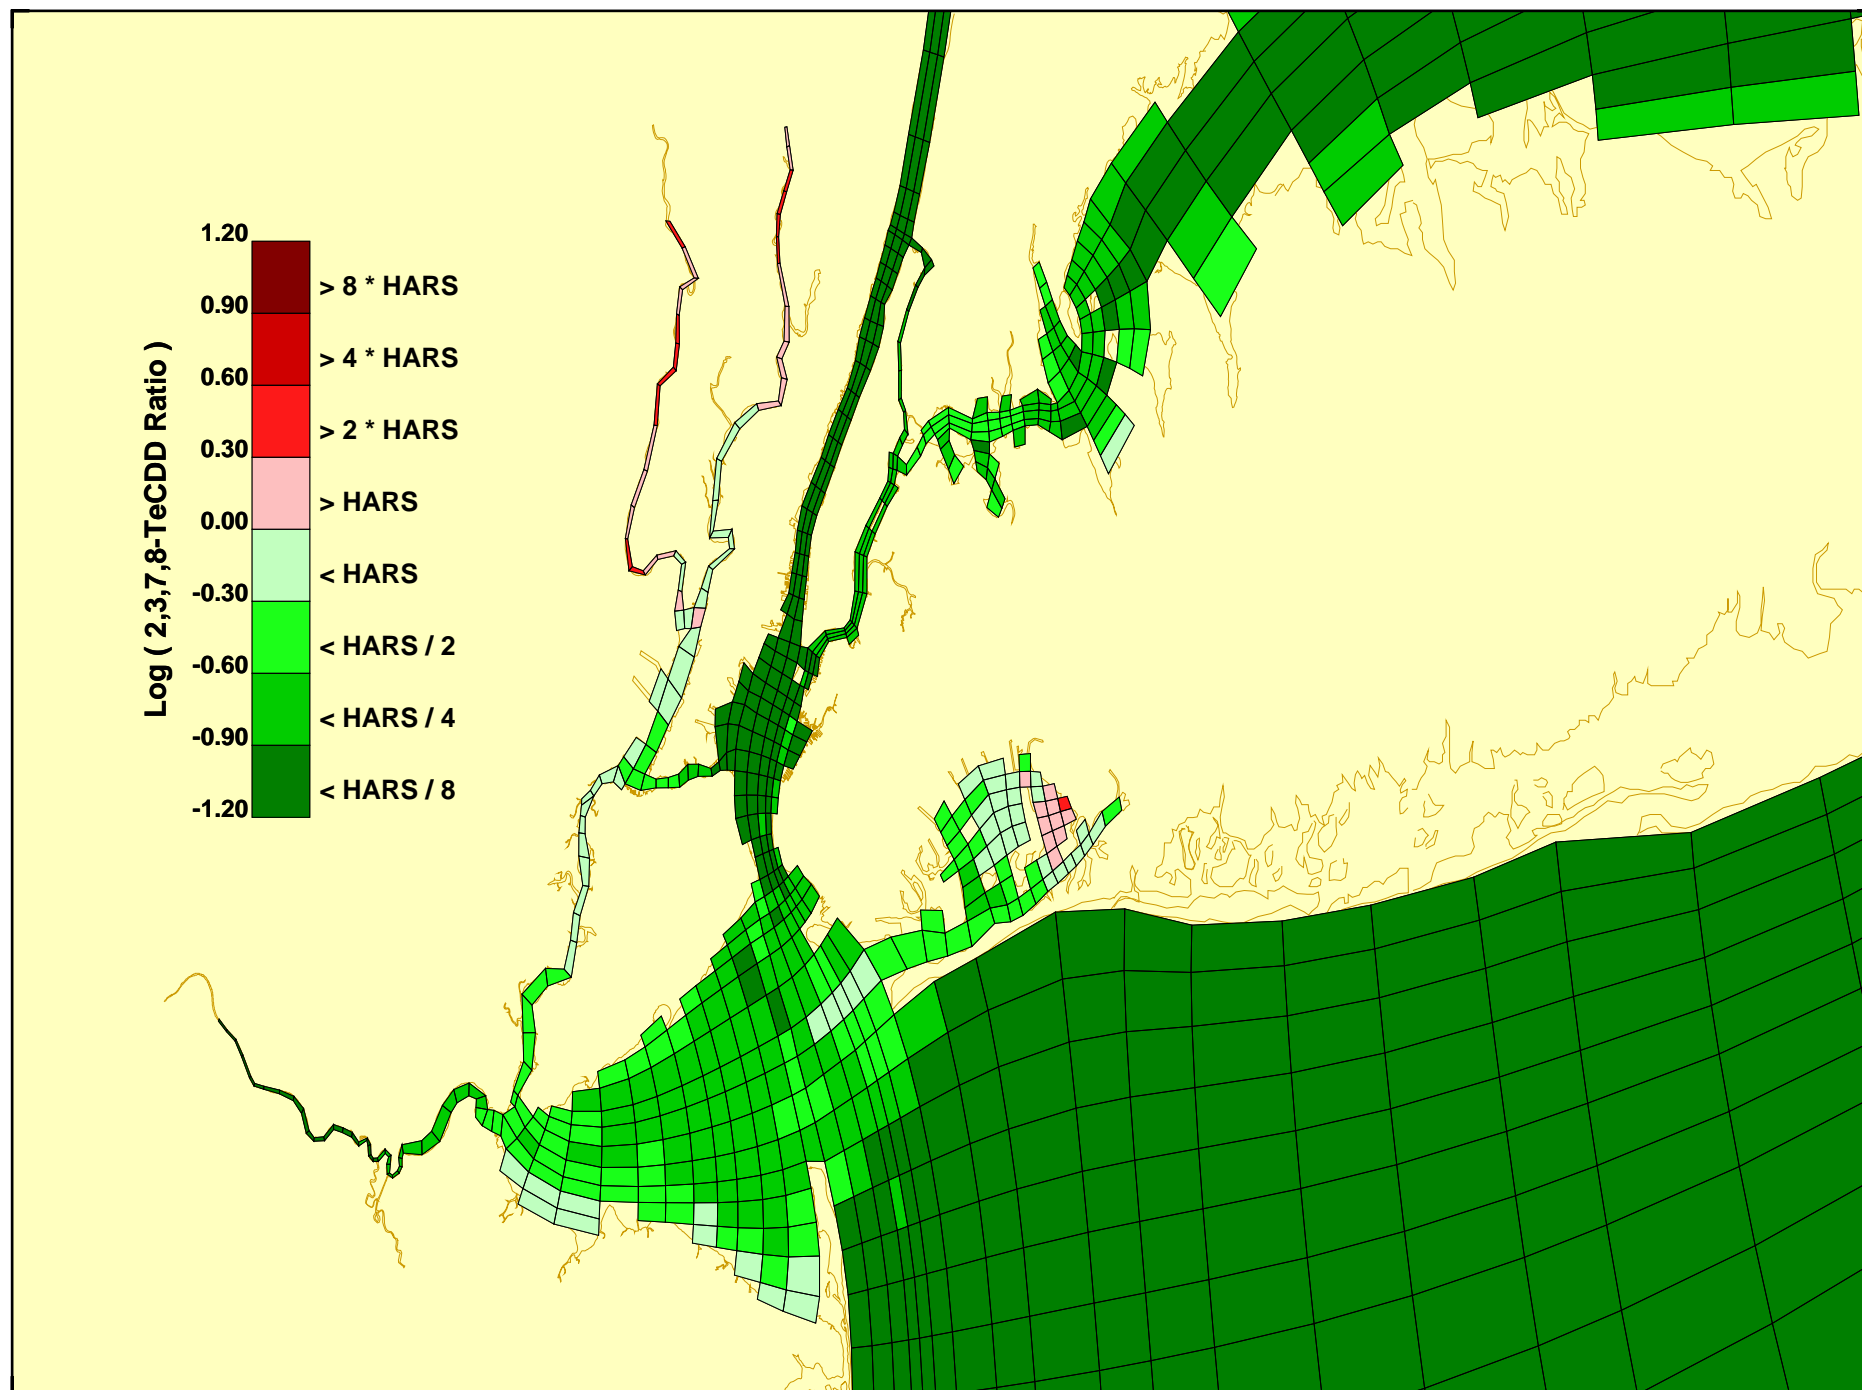 Log ( 2,3,7,8-TeCDD Ratio )
1.20
> 8 * HARS
0.90
> 4 * HARS
0.60
> 2 * HARS
0.30
> HARS
0.00
< HARS
-0.30
< HARS / 2
-0.60
< HARS / 4
-0.90
< HARS / 8
-1.20